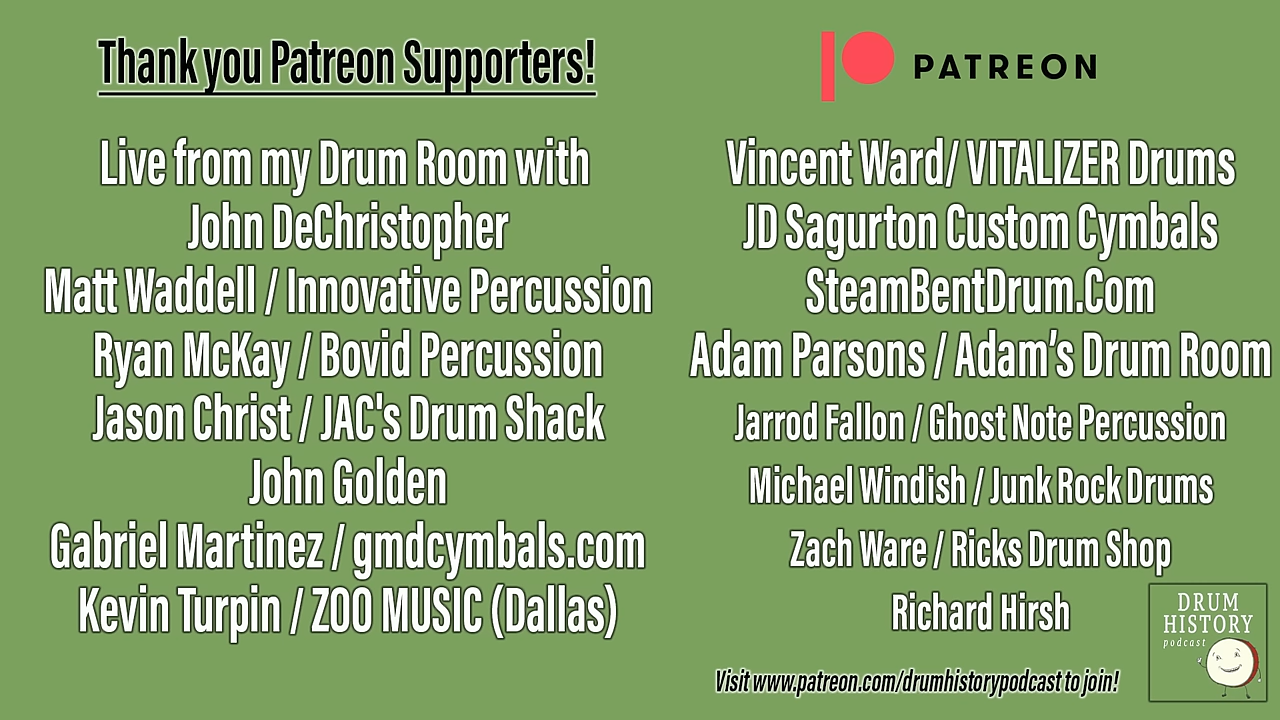 Thank you Patreon Supporters!
Live from my Drum Room with
John DeChristopher
Matt Waddell / Innovative Percussion
Ryan McKay / Bovid Percussion
Jason Christ / JAC's Drum Shack
John Golden
Gabriel Martinez / gmdcymbals.com
Kevin Turpin / ZOO MUSIC (Dallas)
PATREON
Vincent Ward/ VITALIZER Drums
JD Sagurton Custom Cymbals
SteamBentDrum.Com
Adam Parsons / Adam’s Drum Room
Jarrod Fallon / Ghost Note Percussion
Michael Windish / Junk Rock Drums
Zach Ware / Ricks Drum Shop
Richard Hirsh
Visit www.patreon.com/drumhistorypodcast to join!
DRUM
HISTORY
podcast